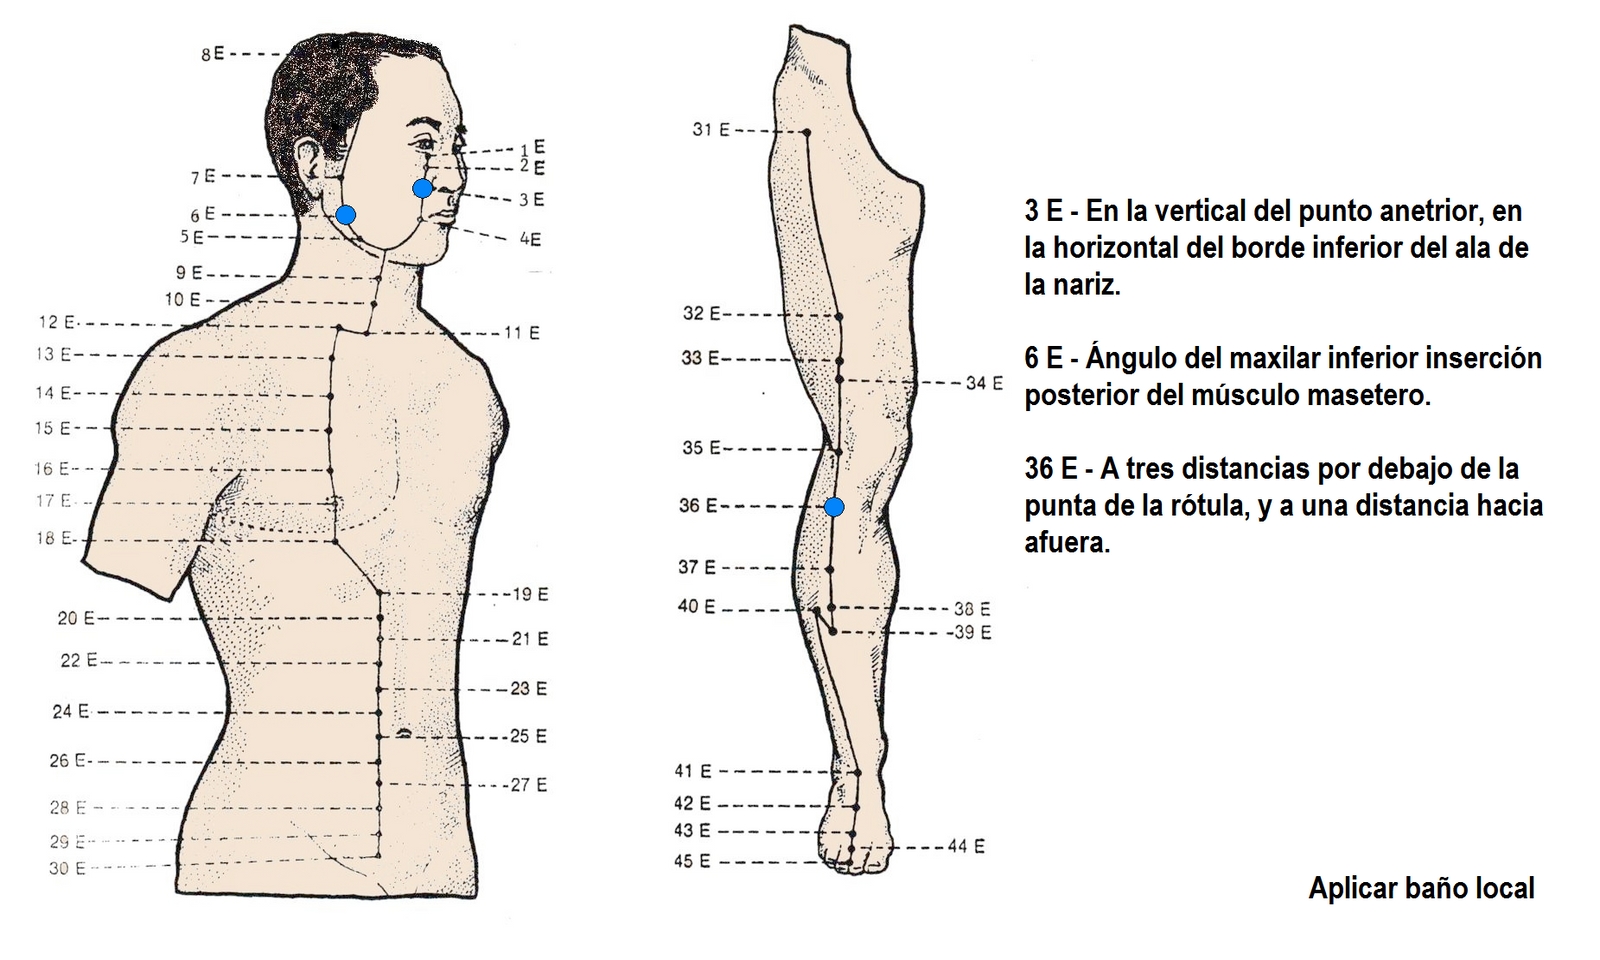 8E
1 E
2 E
7 E
3 E
6 E
5 E
4E
9 E
10 E
12 E
11 E
13 E
14 E
15 E
16 E
17 E
18 E
19 E
20 E
21 E
22 E
23 E
24 E
25 E
26 E
27 E
28 E
29 E
30 E
31 E
32 E
33 E
34 E
35 E
36 E
37 E
40 E
38 E
39 E
41 E
42 E
43 E
44 E
45 E
3 E - En la vertical del punto anetrior, en
la horizontal del borde inferior del ala de
la nariz.
6 E - Ángulo del maxilar inferior inserción
posterior del músculo masetero.
36 E - A tres distancias por debajo de la
punta de la rótula, y a una distancia hacia
afuera.
Aplicar baño local